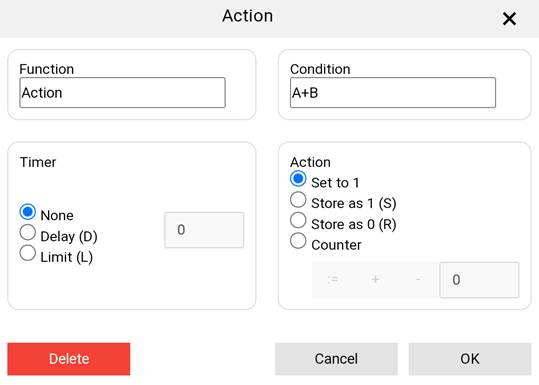 Action
Function
Action
Condition
A+B
Timer
None
Delay (D)
Limit (L)
0
Action
Set to 1
Store as 1 (S)
Store as 0 (R)
Counter
:= + - 0
Delete
Cancel
OK